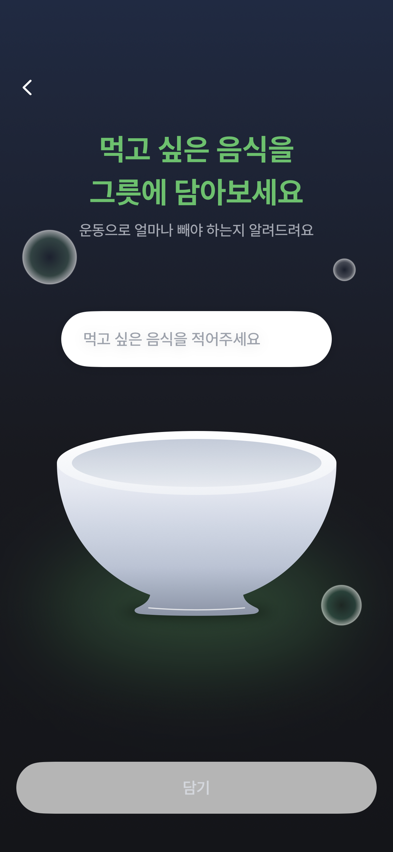 먹고 싶은 음식을
그릇에 담아보세요
운동으로 얼마나 빼야 하는지 알려드려요
먹고 싶은 음식을 적어주세요
담기